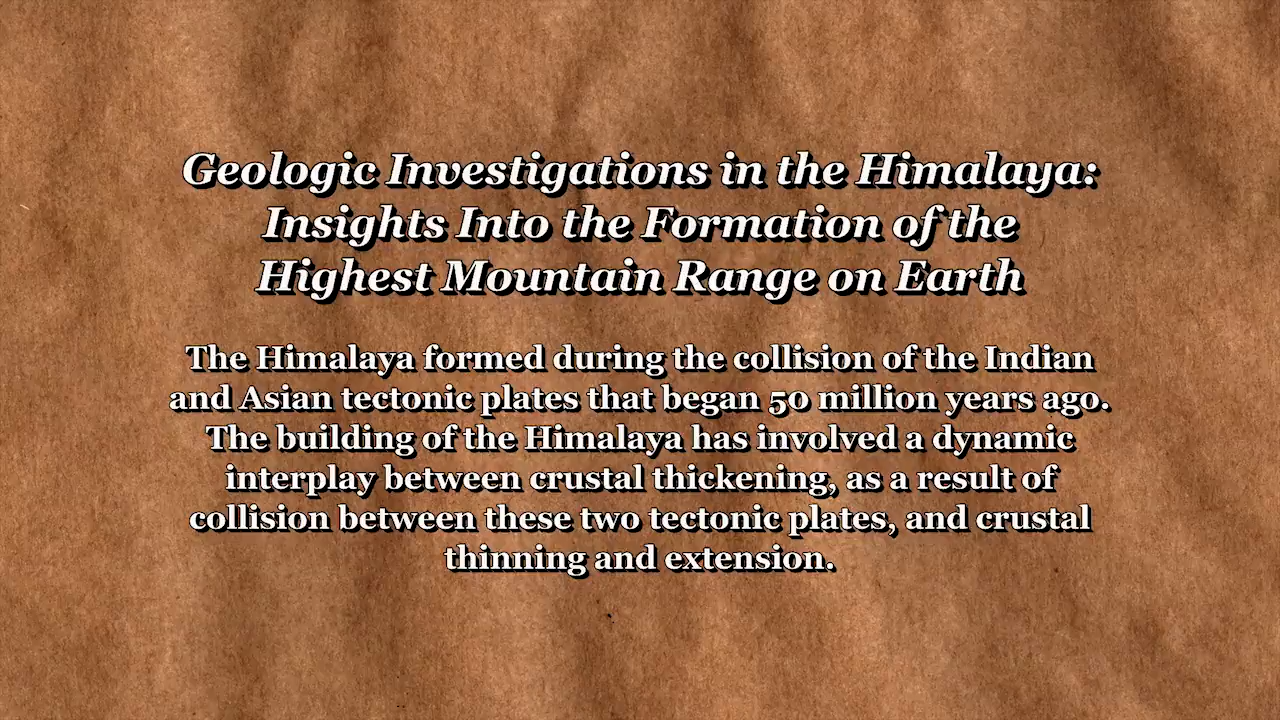 Geologic Investigations in the Himalaya:
Insights Into the Formation of the
Highest Mountain Range on Earth
The Himalaya formed during the collision of the Indian
and Asian tectonic plates that began 50 million years ago.
The building of the Himalaya has involved a dynamic
interplay between crustal thickening, as a result of
collision between these two tectonic plates, and crustal
thinning and extension.